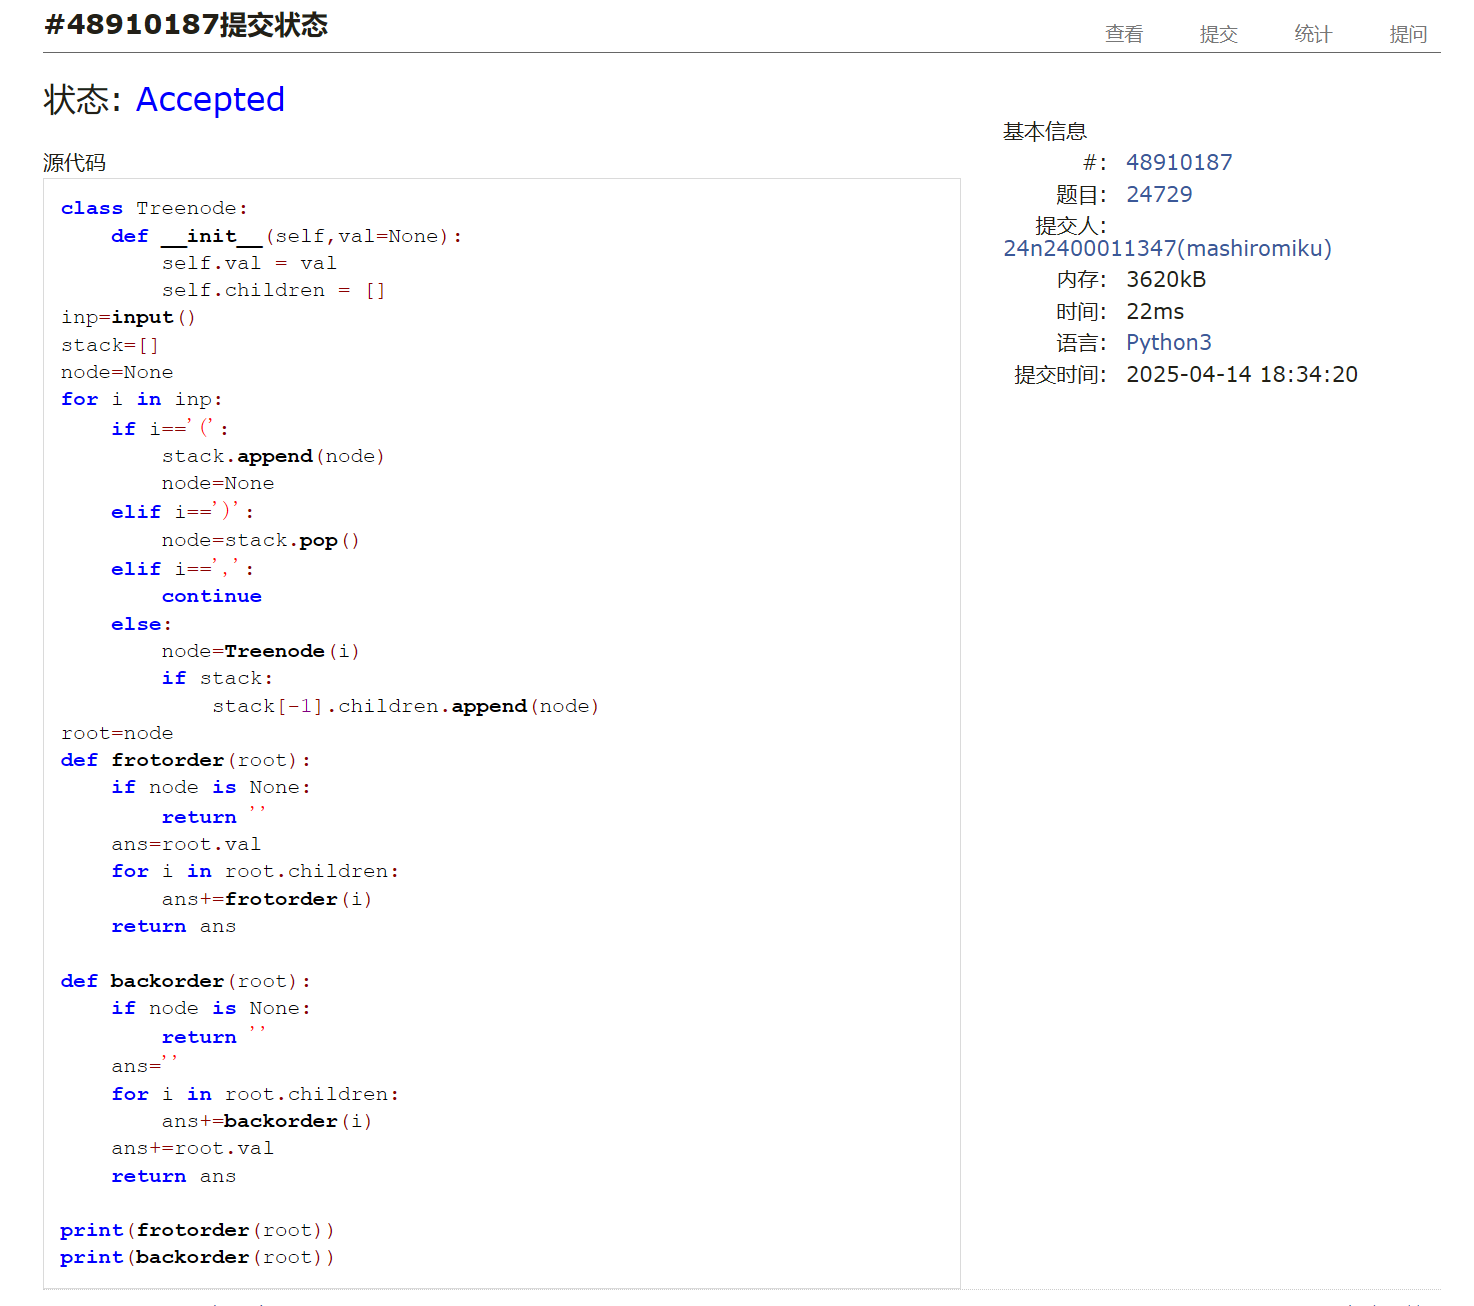 #48910187提交状态
查看 提交 统计 提问
状态: Accepted
源代码
class Treenode:
    def __init__(self,val=None):
        self.val = val
        self.children = []
inp=input()
stack=[]
node=None
for i in inp:
    if i=='(':
        stack.append(node)
        node=None
    elif i==')':
        node=stack.pop()
    elif i==',':
        continue
    else:
        node=Treenode(i)
        if stack:
            stack[-1].children.append(node)
root=node
def frotorder(root):
    if node is None:
        return ''
    ans=root.val
    for i in root.children:
        ans+=frotorder(i)
    return ans
def backorder(root):
    if node is None:
        return ''
    ans=''
    for i in root.children:
        ans+=backorder(i)
    ans+=root.val
    return ans
print(frotorder(root))
print(backorder(root))
基本信息
#: 48910187
题目: 24729
提交人:
24n2400011347(mashiromiku)
内存: 3620kB
时间: 22ms
语言: Python3
提交时间: 2025-04-14 18:34:20